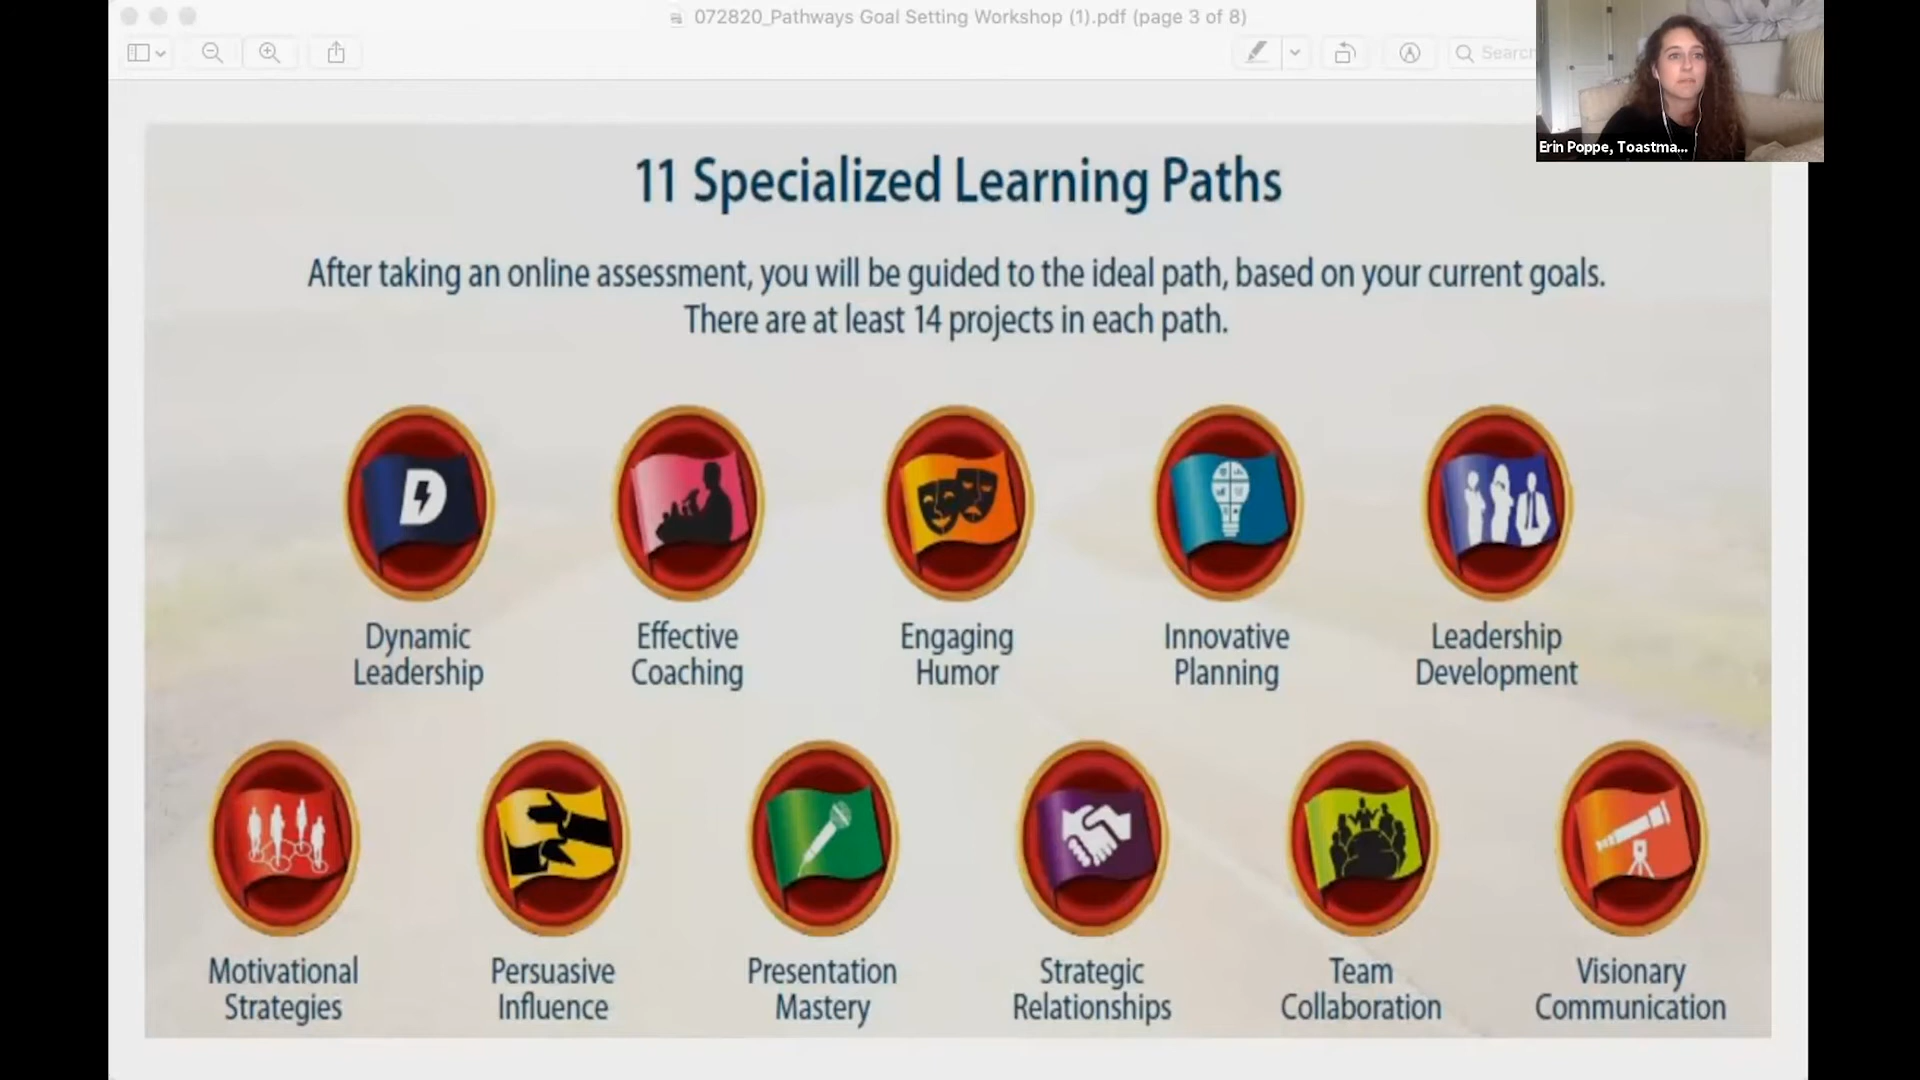 072820_Pathways Goal Setting Workshop (1).pdf (page 3 of 8)
Search
Erin Poppe, Toastma...
11 Specialized Learning Paths
After taking an online assessment, you will be guided to the ideal path, based on your current goals.
There are at least 14 projects in each path.
D
Dynamic
Leadership
Effective
Coaching
Engaging
Humor
Innovative
Planning
Leadership
Development
Motivational
Strategies
Persuasive
Influence
Presentation
Mastery
Strategic
Relationships
Team
Collaboration
Visionary
Communication